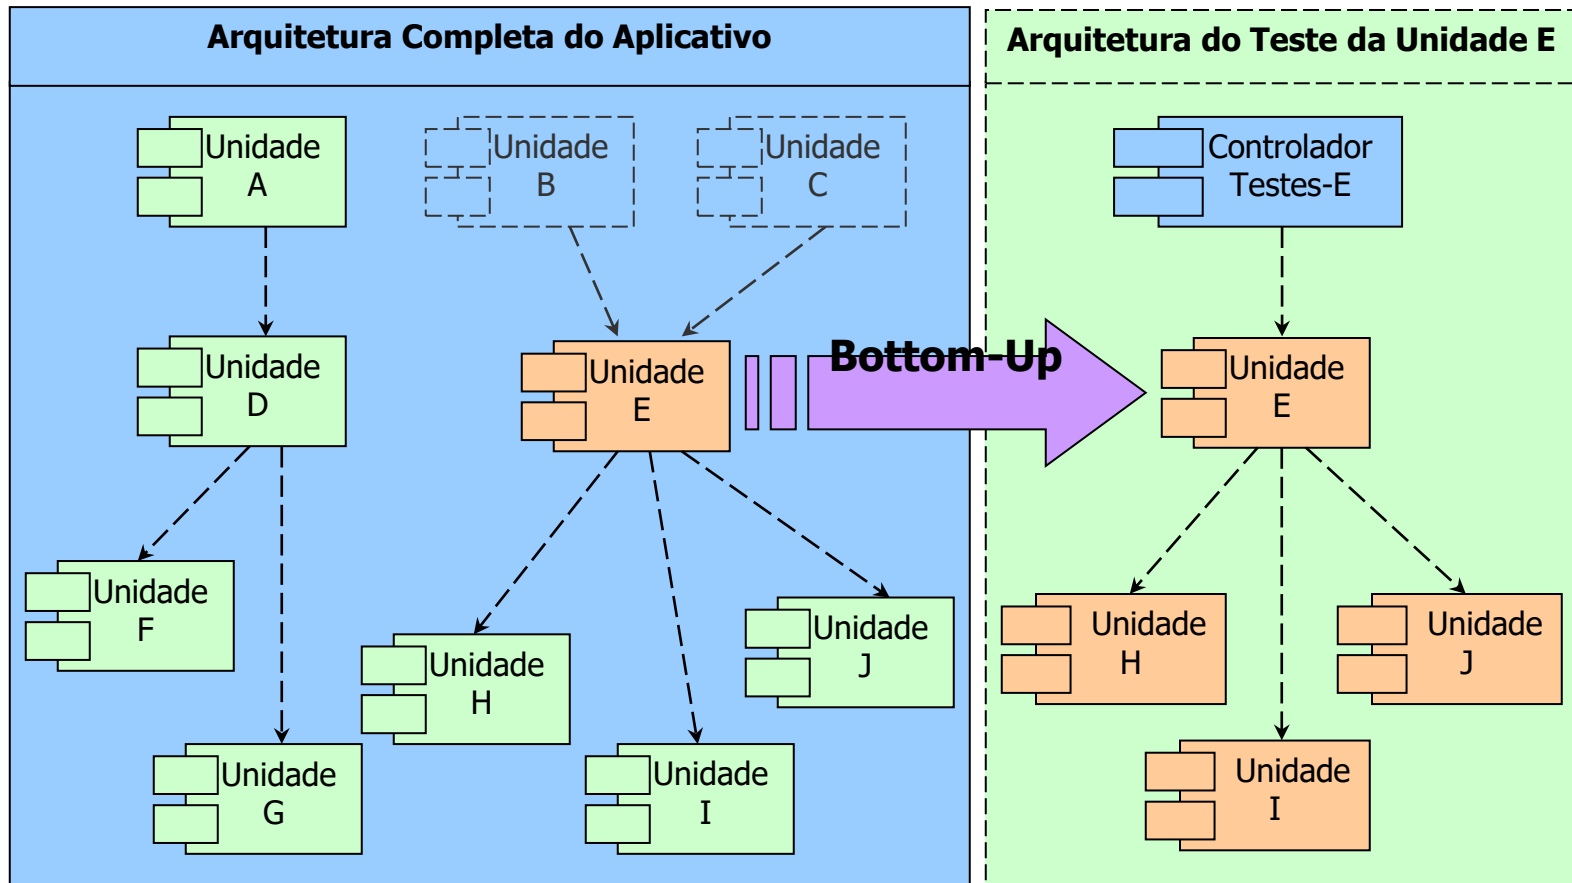 Arquitetura Completa do Aplicativo
Arquitetura do Teste da Unidade E
Unidade
A
Unidade
B
Unidade
C
Controlador
Testes-E
Unidade
D
Unidade
E
Bottom-Up
Unidade
E
Unidade
F
Unidade
H
Unidade
J
Unidade
G
Unidade
I
Unidade
H
Unidade
J
Unidade
I